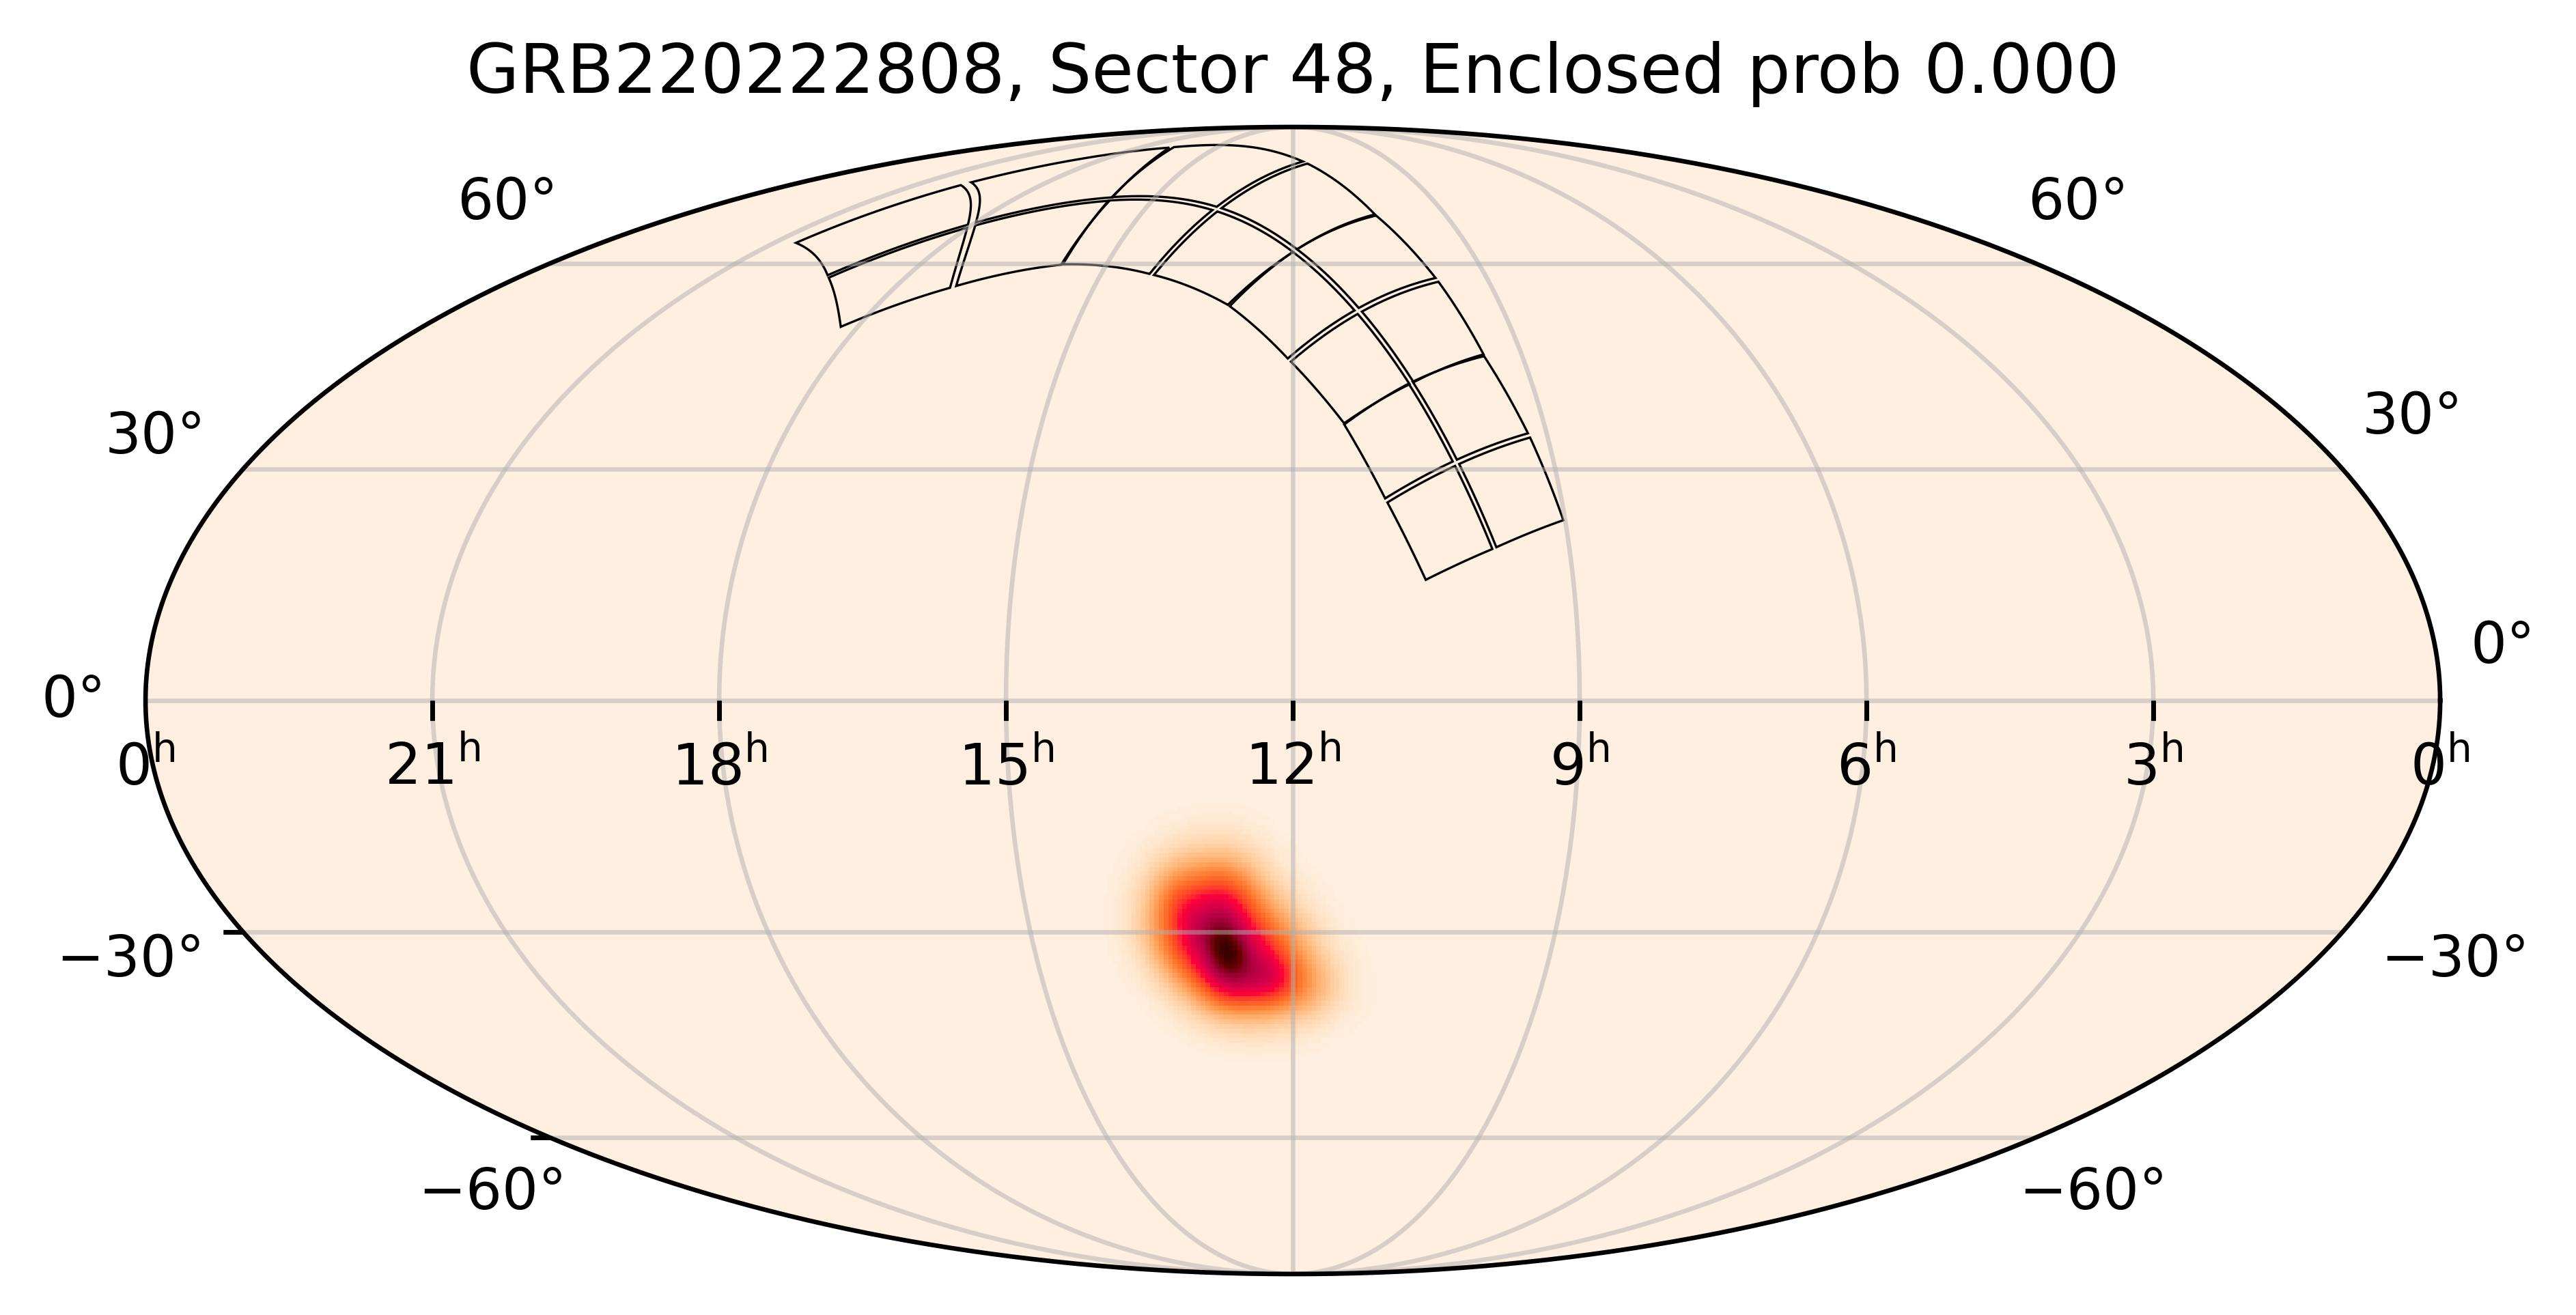 GRB220222808, Sector 48, Enclosed prob 0.000
60° 60°
30° 30°
0° 0°
0ʰ 21ʰ 18ʰ 15ʰ 12ʰ 9ʰ 6ʰ 3ʰ 0ʰ
−30° −30°
−60° −60°